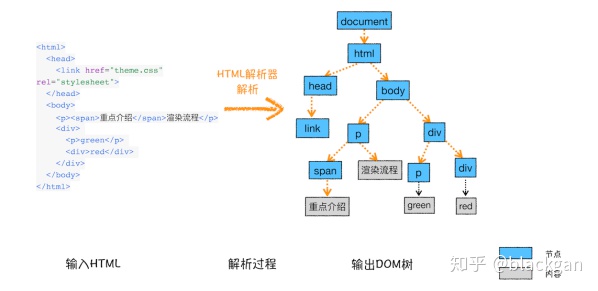 <html>
<head>
<link href="theme.css"
rel="stylesheet">
</head>
<body>
<p><span>重点介绍</span>渲染流程</p>
<div>
<p>green</p>
<div>red</div>
</div>
</body>
</html>
HTML解析器
解析
document
html
head
body
link
p
div
span
渲染流程
p
div
重点介绍
green
red
输入HTML
解析过程
输出DOM树
节点
内容
知乎 @blackgan